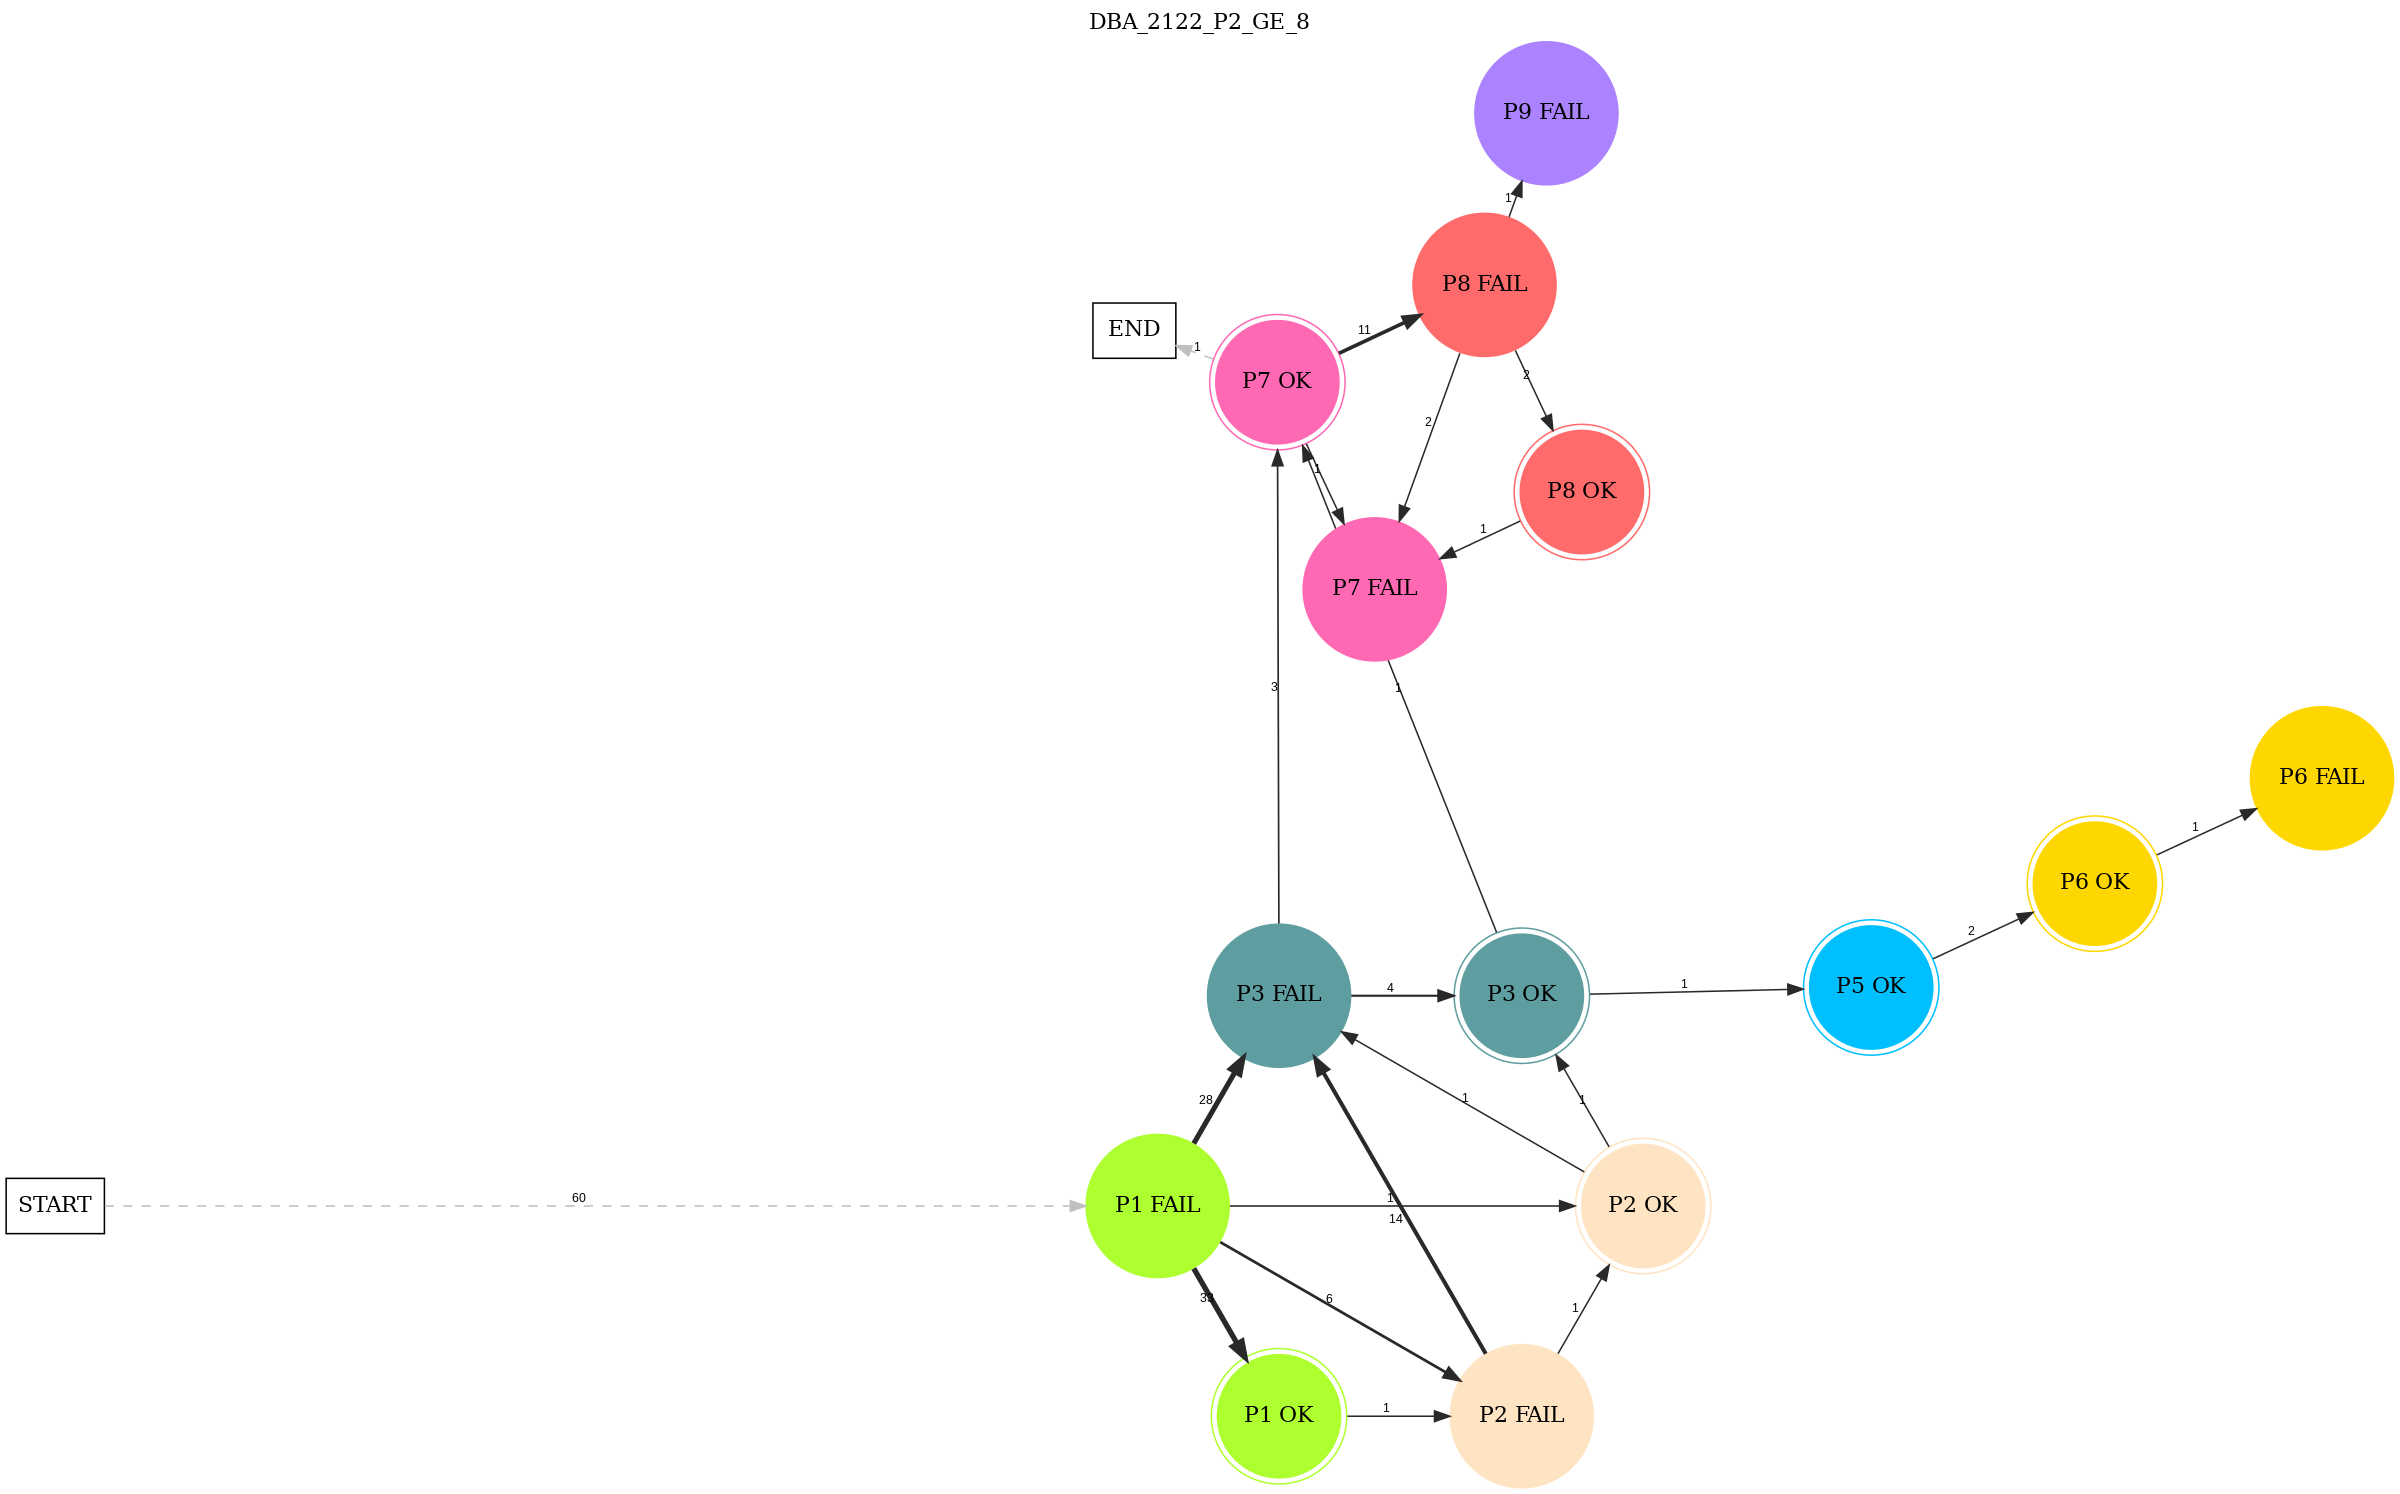 DBA_2122_P2_GE_8
P9 FAIL
1
P8 FAIL
END
1
11
P7 OK
2
2
1
P8 OK
1
P7 FAIL
3
1
P6 FAIL
1
P6 OK
2
P5 OK
P3 FAIL
4
P3 OK
1
28
1
1
START
60
P1 FAIL
1
14
P2 OK
6
1
P1 OK
1
P2 FAIL